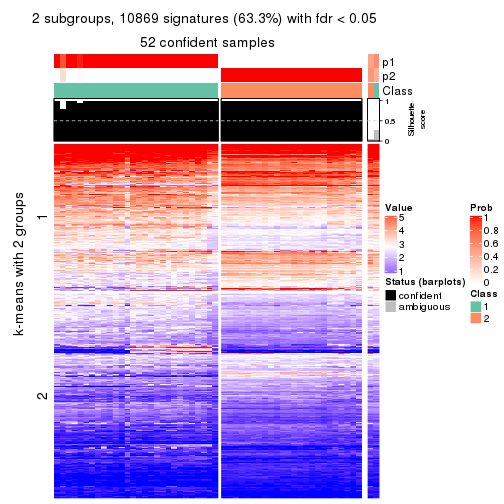 2 subgroups, 10869 signatures (63.3%) with fdr < 0.05
52 confident samples
p1
p2
Class
1
0.5
0
Silhouette
score
k-means with 2 groups
1
2
Value
5
4
3
2
1
Prob
1
0.8
0.6
0.4
0.2
0
Status (barplots)
confident
ambiguous
Class
1
2